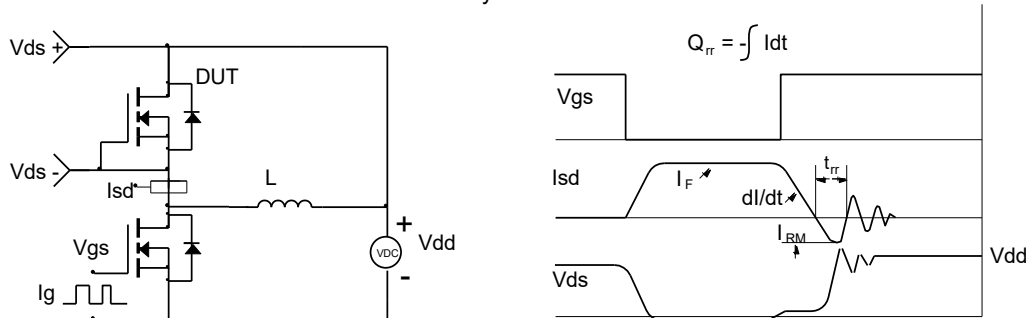 Vds +
DUT
Vds -
Isd
L
+
Vdd
VDC
-
Vgs
Ig
Q_rr = -∫ Idt
Vgs
t_rr
Isd
I_F
dI/dt
I_RM
Vdd
Vds